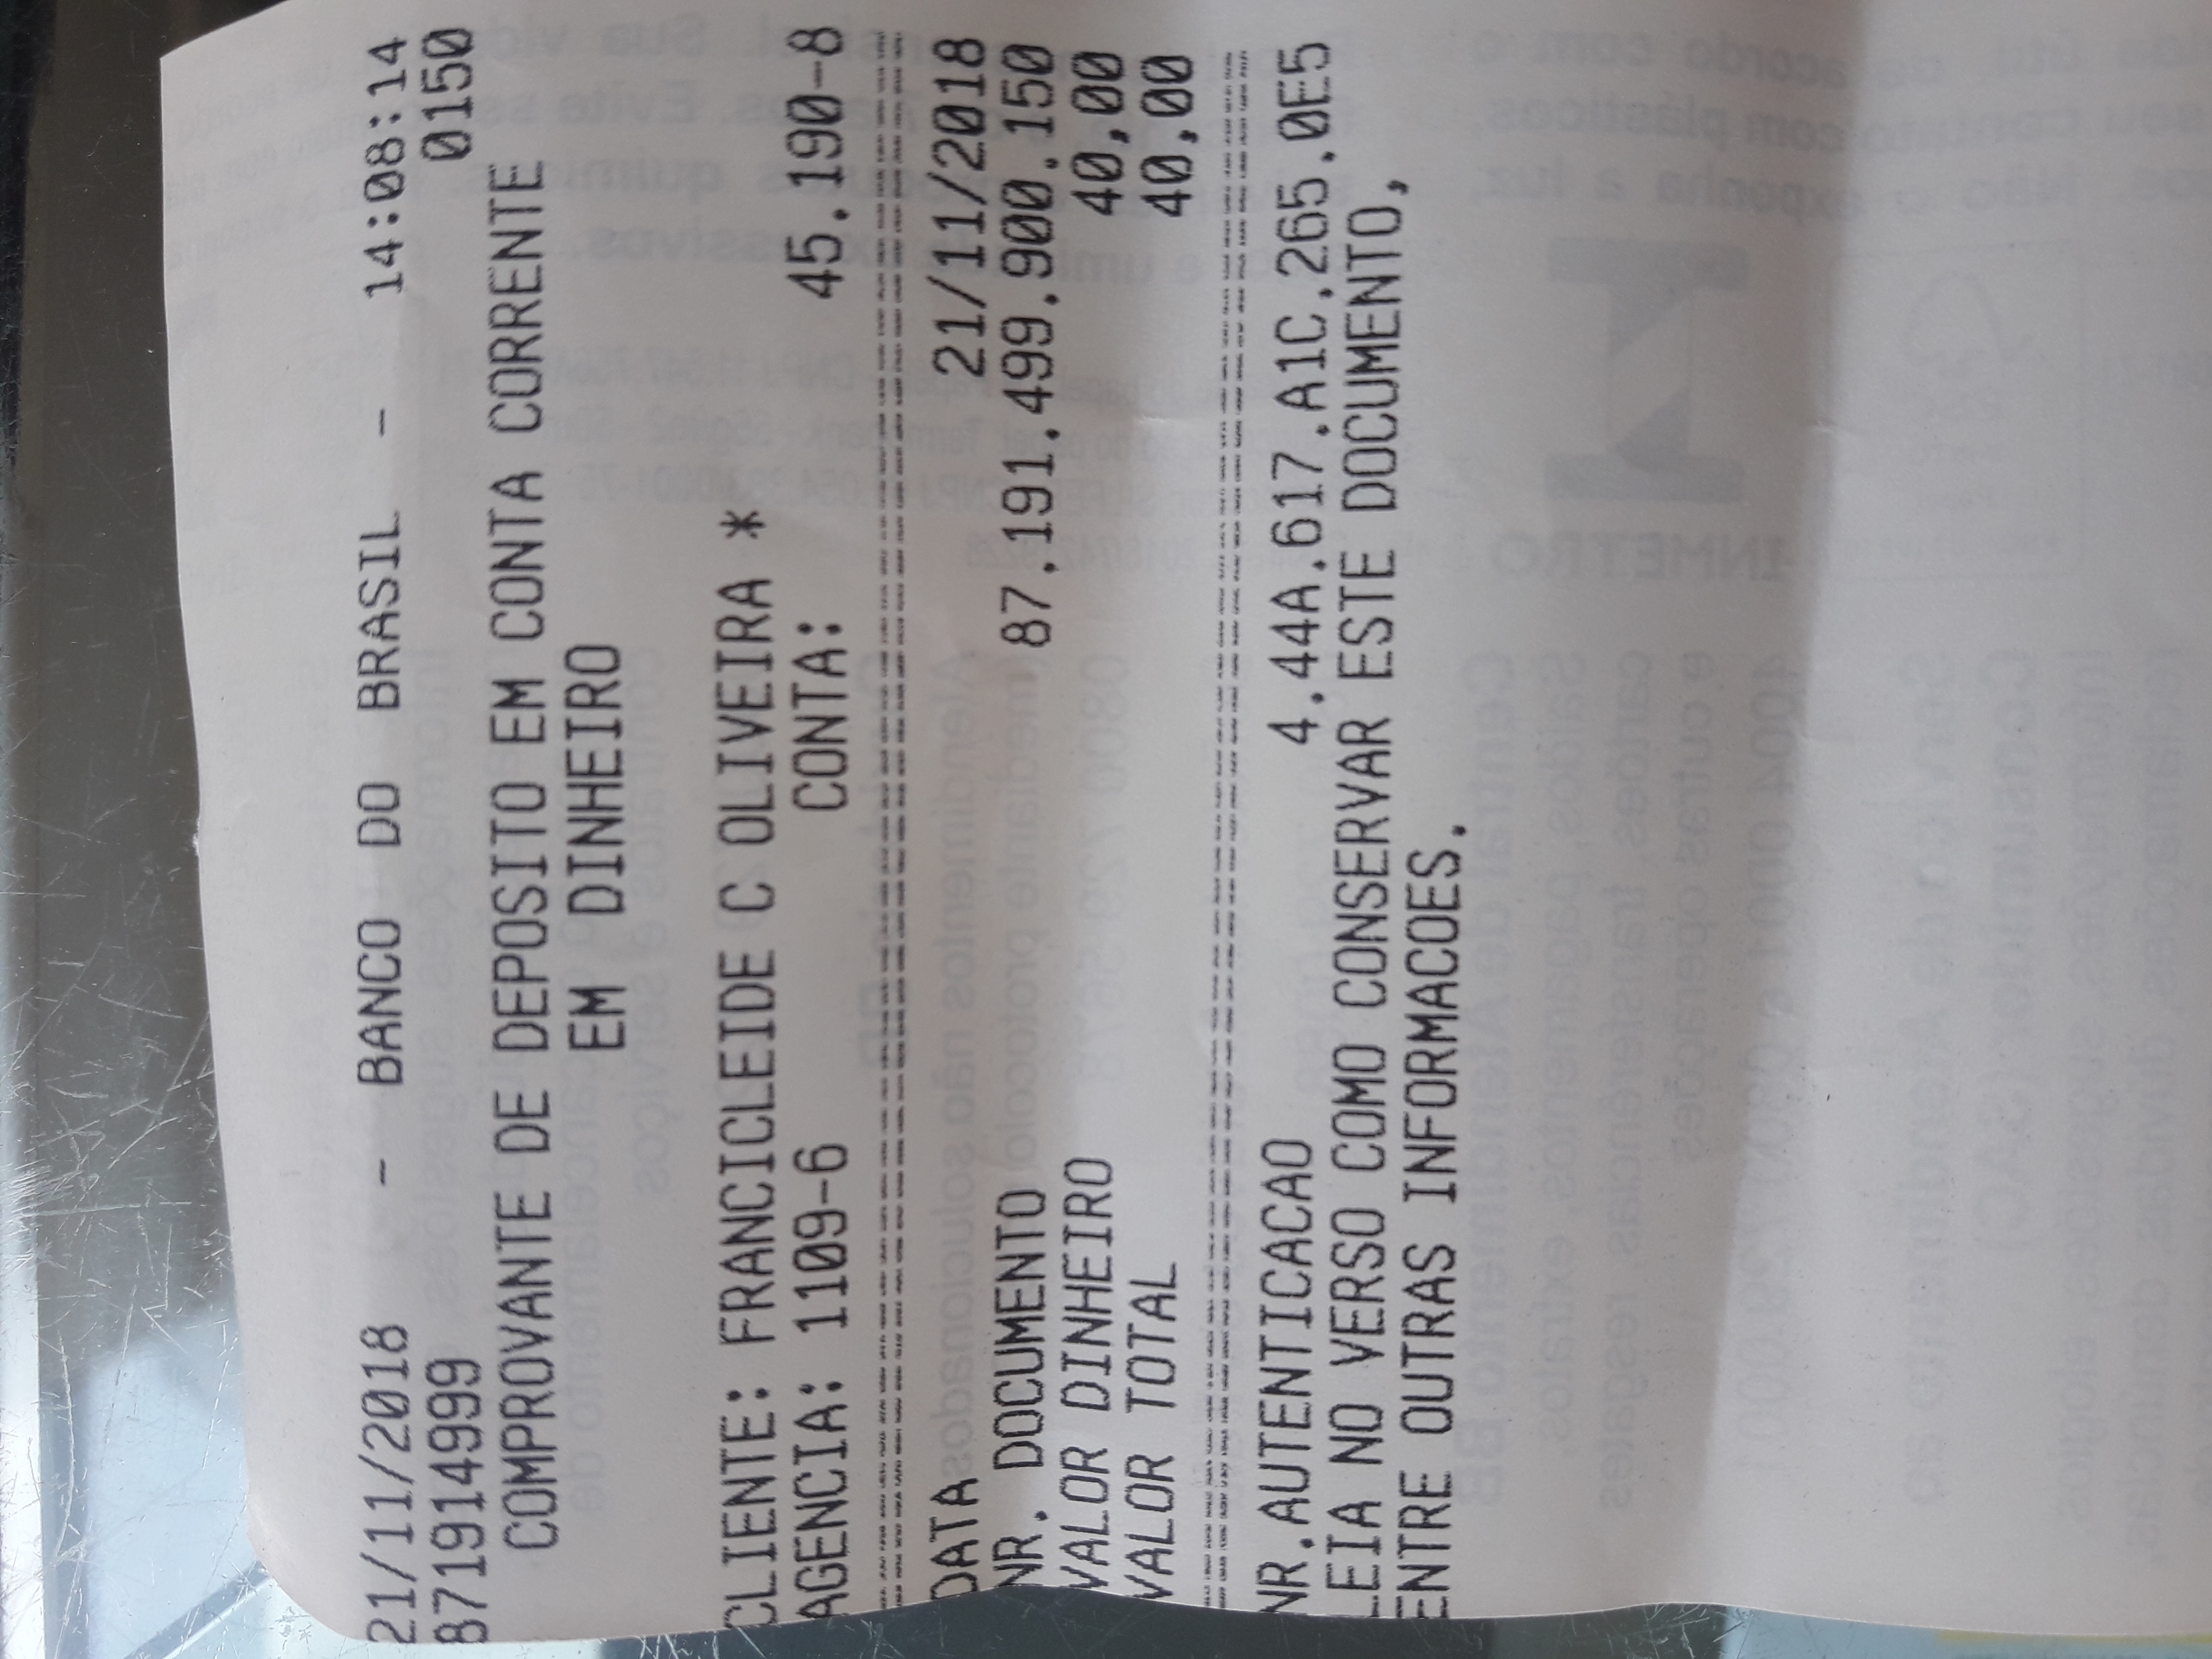 21/11/2018 - BANCO DO BRASIL - 14:08:14
871914999 0150
COMPROVANTE DE DEPOSITO EM CONTA CORRENTE
EM DINHEIRO
CLIENTE: FRANCICLEIDE C OLIVEIRA *
AGENCIA: 1109-6 CONTA: 45.190-8
DATA 21/11/2018
NR. DOCUMENTO 87.191.499.900.150
VALOR DINHEIRO 40,00
VALOR TOTAL 40,00
NR.AUTENTICACAO 4.44A.617.A1C.265.0E5
LEIA NO VERSO COMO CONSERVAR ESTE DOCUMENTO,
ENTRE OUTRAS INFORMACOES.